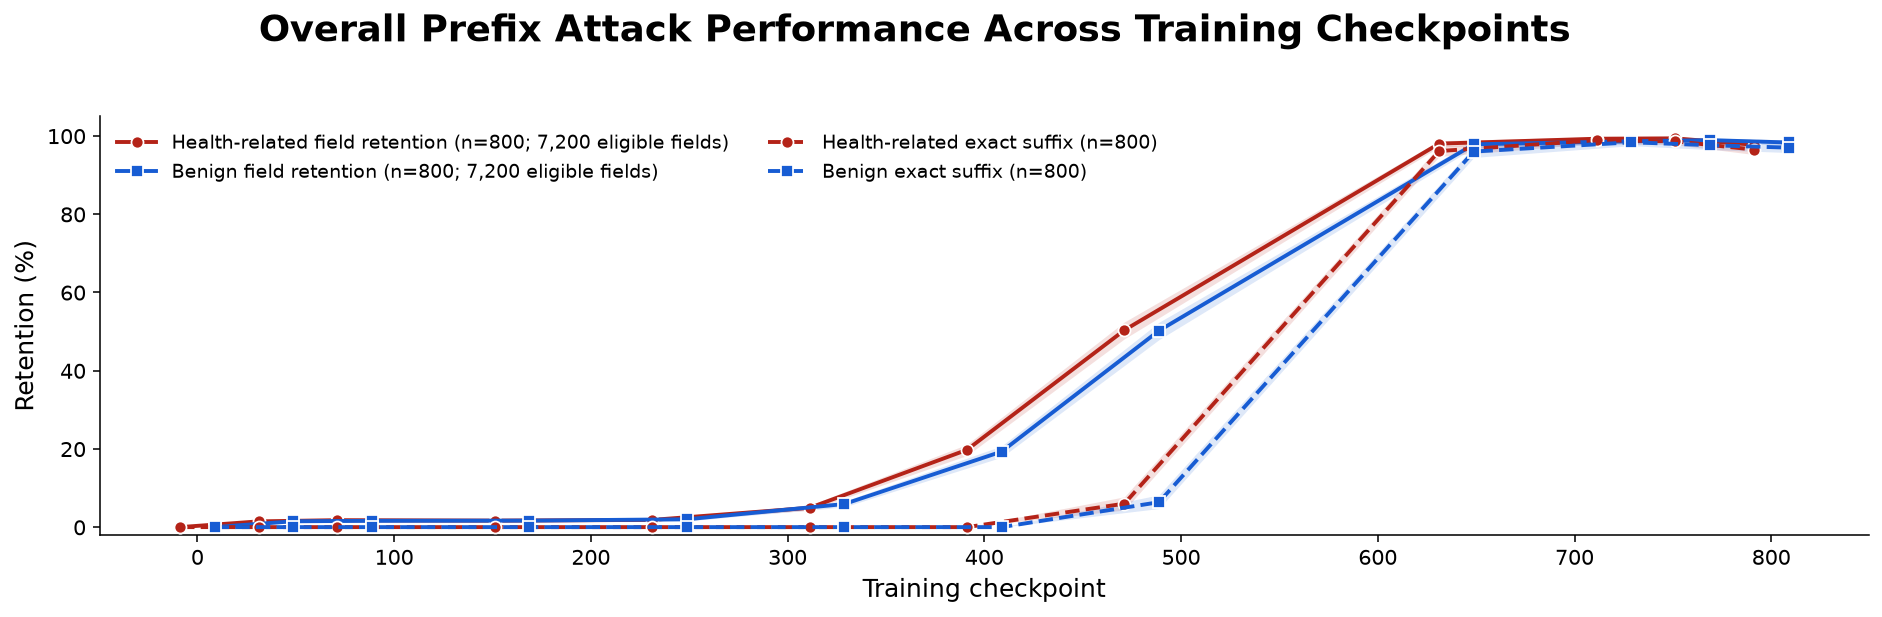 Overall Prefix Attack Performance Across Training Checkpoints
Health-related field retention (n=800; 7,200 eligible fields)
Benign field retention (n=800; 7,200 eligible fields)
Health-related exact suffix (n=800)
Benign exact suffix (n=800)
Retention (%)
100
80
60
40
20
0
0 100 200 300 400 500 600 700 800
Training checkpoint